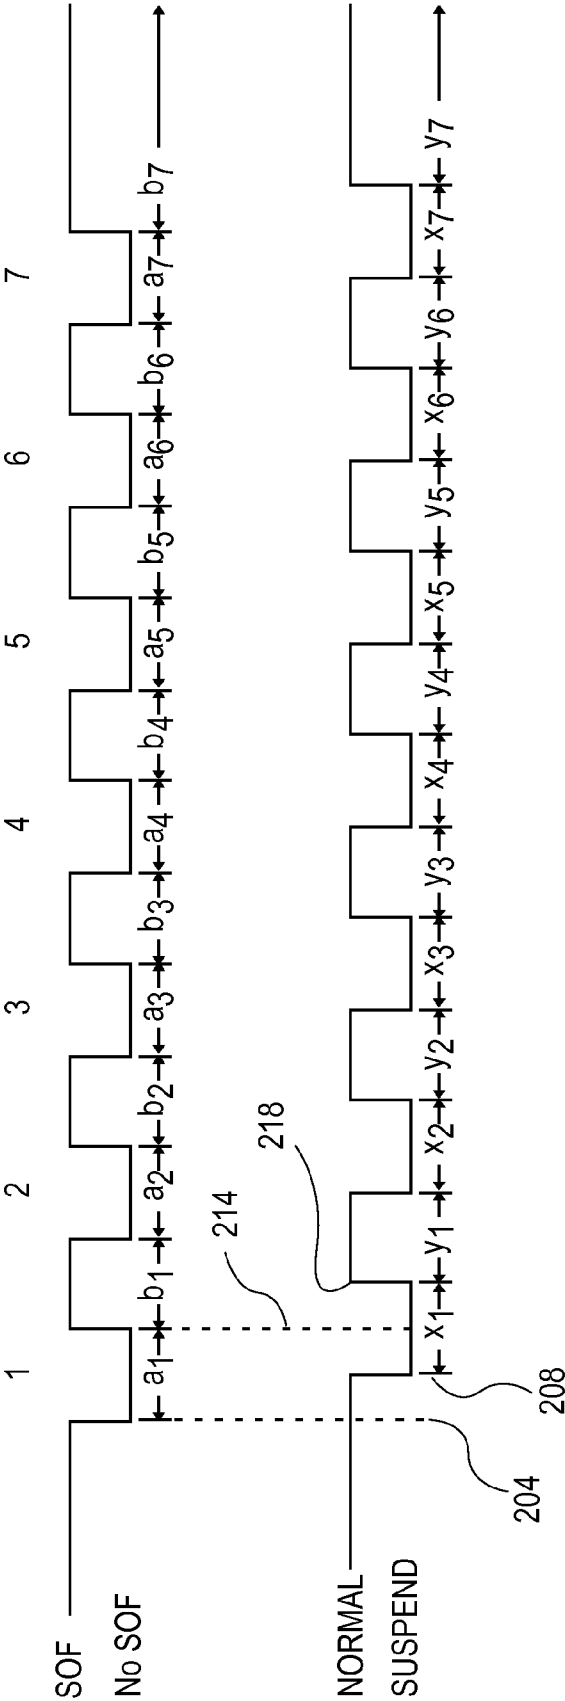 1 2 3 4 5 6 7
SOF
No SOF
a1 b1 a2 b2 a3 b3 a4 b4 a5 b5 a6 b6 a7 b7
214
218
NORMAL
SUSPEND
x1 y1 x2 y2 x3 y3 x4 y4 x5 y5 x6 y6 x7 y7
204
208